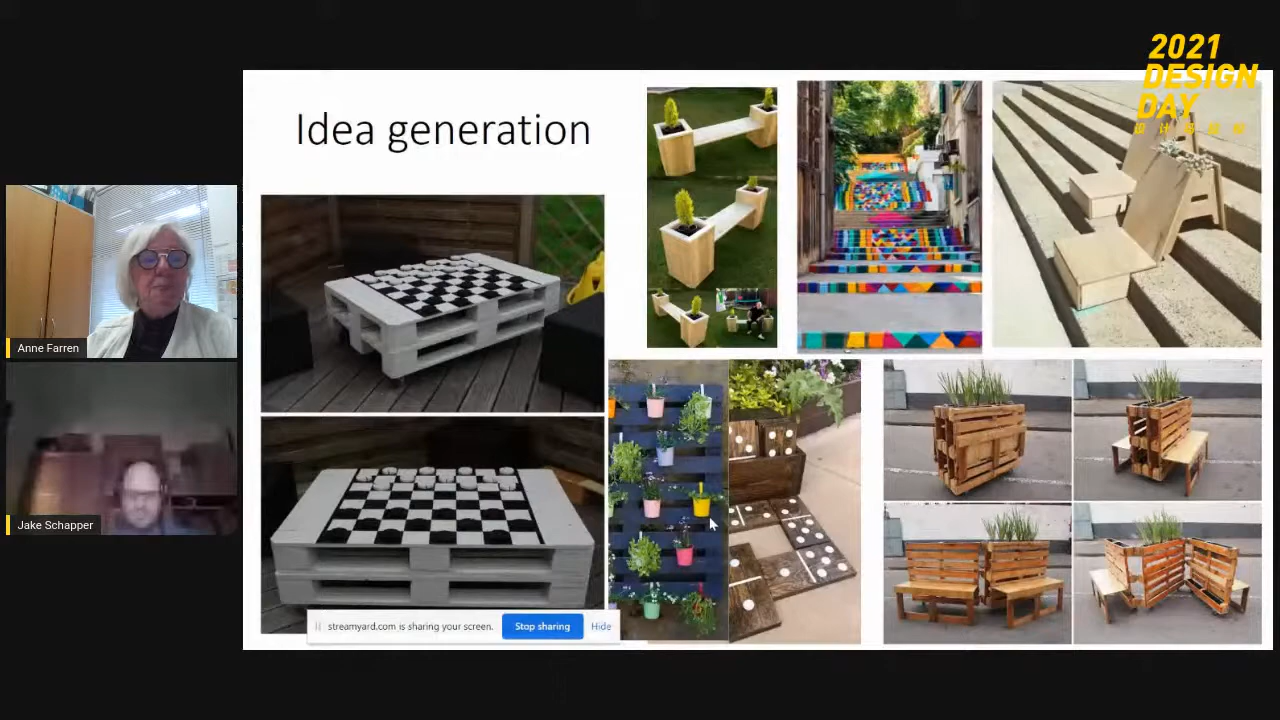 2021
DESIGN
DAY
Idea generation
Anne Farren
Jake Schapper
streamyard.com is sharing your screen.
Stop sharing
Hide